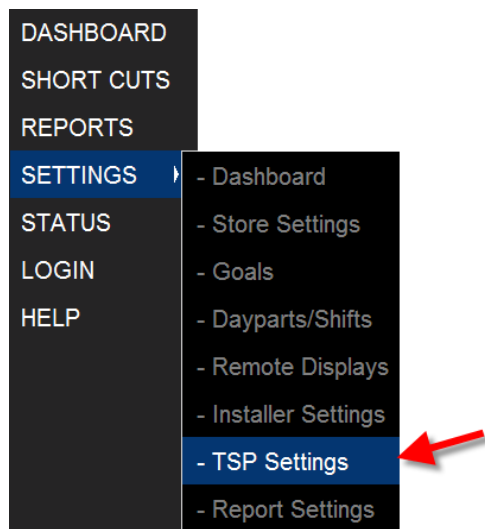 DASHBOARD
SHORT CUTS
REPORTS
SETTINGS
STATUS
LOGIN
HELP
- Dashboard
- Store Settings
- Goals
- Dayparts/Shifts
- Remote Displays
- Installer Settings
- TSP Settings
- Report Settings